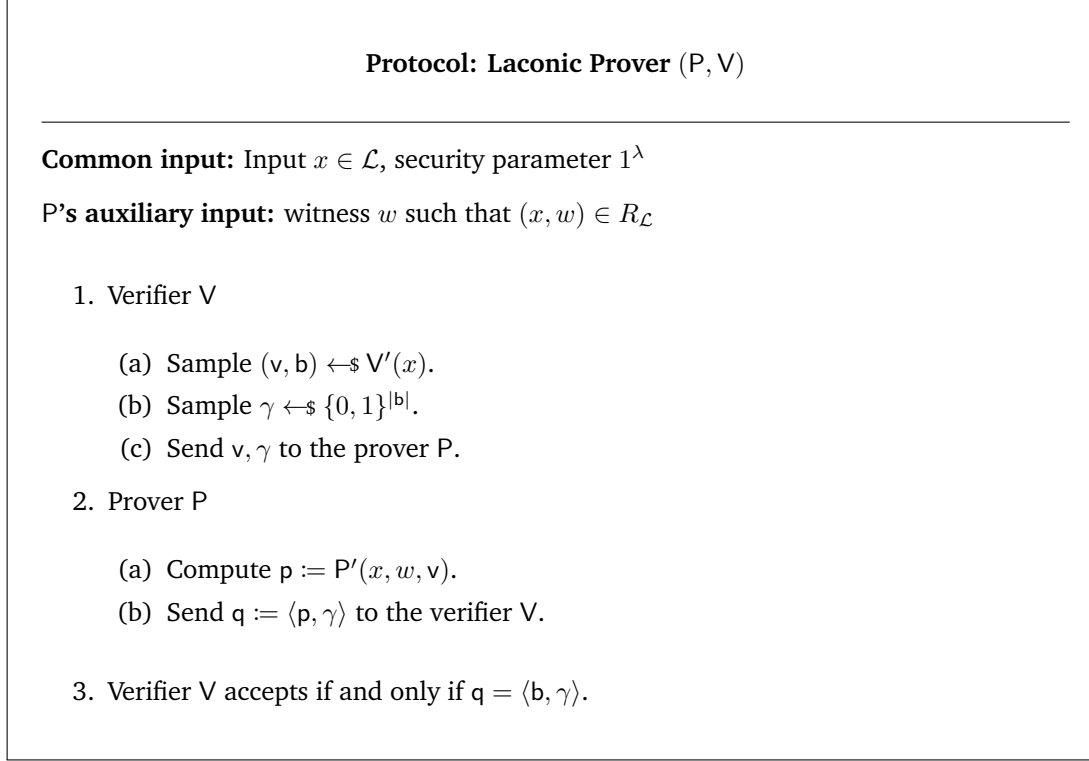 Protocol: Laconic Prover (P, V)
Common input: Input x ∈ ℒ, security parameter 1^λ
P's auxiliary input: witness w such that (x, w) ∈ R_ℒ
1. Verifier V
(a) Sample (v, b) ←$ V′(x).
(b) Sample γ ←$ {0, 1}^|b|.
(c) Send v, γ to the prover P.
2. Prover P
(a) Compute p := P′(x, w, v).
(b) Send q := ⟨p, γ⟩ to the verifier V.
3. Verifier V accepts if and only if q = ⟨b, γ⟩.